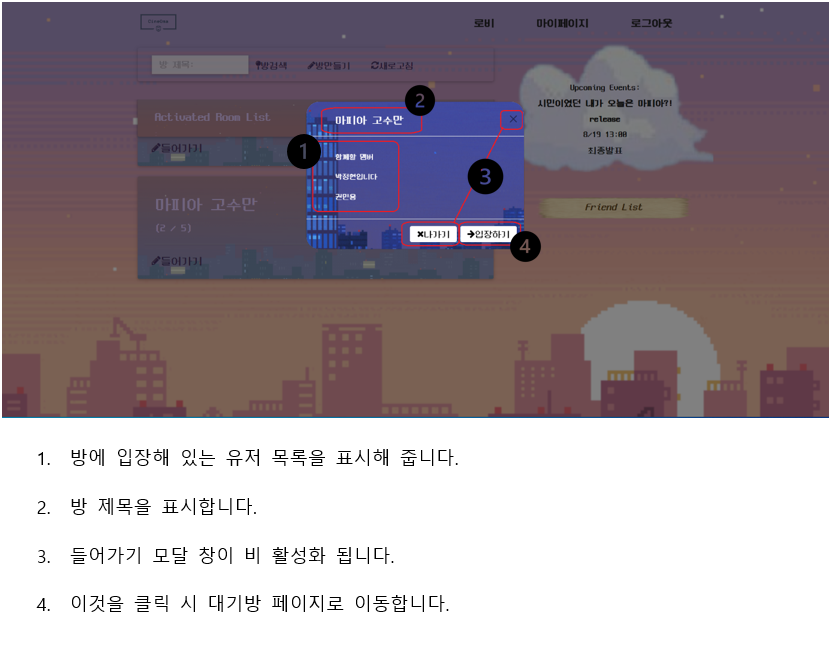 로비
마이페이지
로그아웃
방 제목:
방검색
방만들기
새로고침
Upcoming Events:
시민이었던 내가 오늘은 마피아?!
release
8/19 13:00
최종발표
Friend List
Activated Room List
들어가기
마피아 고수만
(2 / 5)
들어가기
2
마피아 고수만
×
1
함께할 멤버
박창현입니다
3
나가기
입장하기
4
1. 방에 입장해 있는 유저 목록을 표시해 줍니다.
2. 방 제목을 표시합니다.
3. 들어가기 모달 창이 비 활성화 됩니다.
4. 이것을 클릭 시 대기방 페이지로 이동합니다.